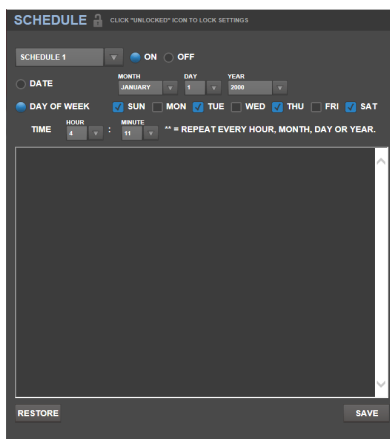 SCHEDULE CLICK "UNLOCKED" ICON TO LOCK SETTINGS
SCHEDULE 1 ON OFF
MONTH DAY YEAR
DATE JANUARY 1 2000
DAY OF WEEK SUN MON TUE WED THU FRI SAT
HOUR MINUTE
TIME 4 : 11 ** = REPEAT EVERY HOUR, MONTH, DAY OR YEAR.
RESTORE SAVE